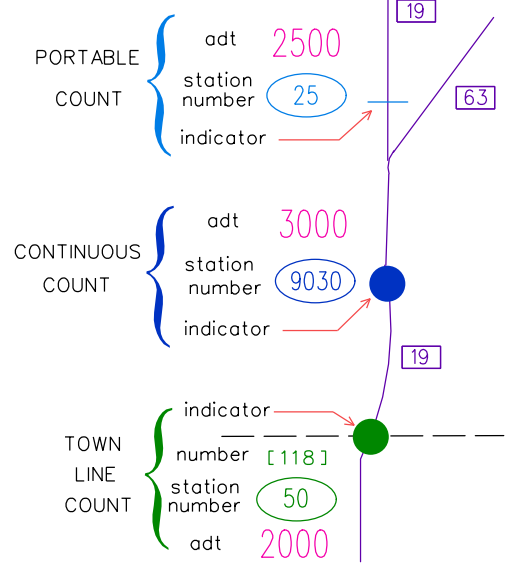 19
adt 2500
PORTABLE COUNT
station number 25
63
indicator
adt 3000
CONTINUOUS COUNT
station number 9030
indicator
19
indicator
TOWN LINE COUNT
number [118]
station number 50
adt 2000